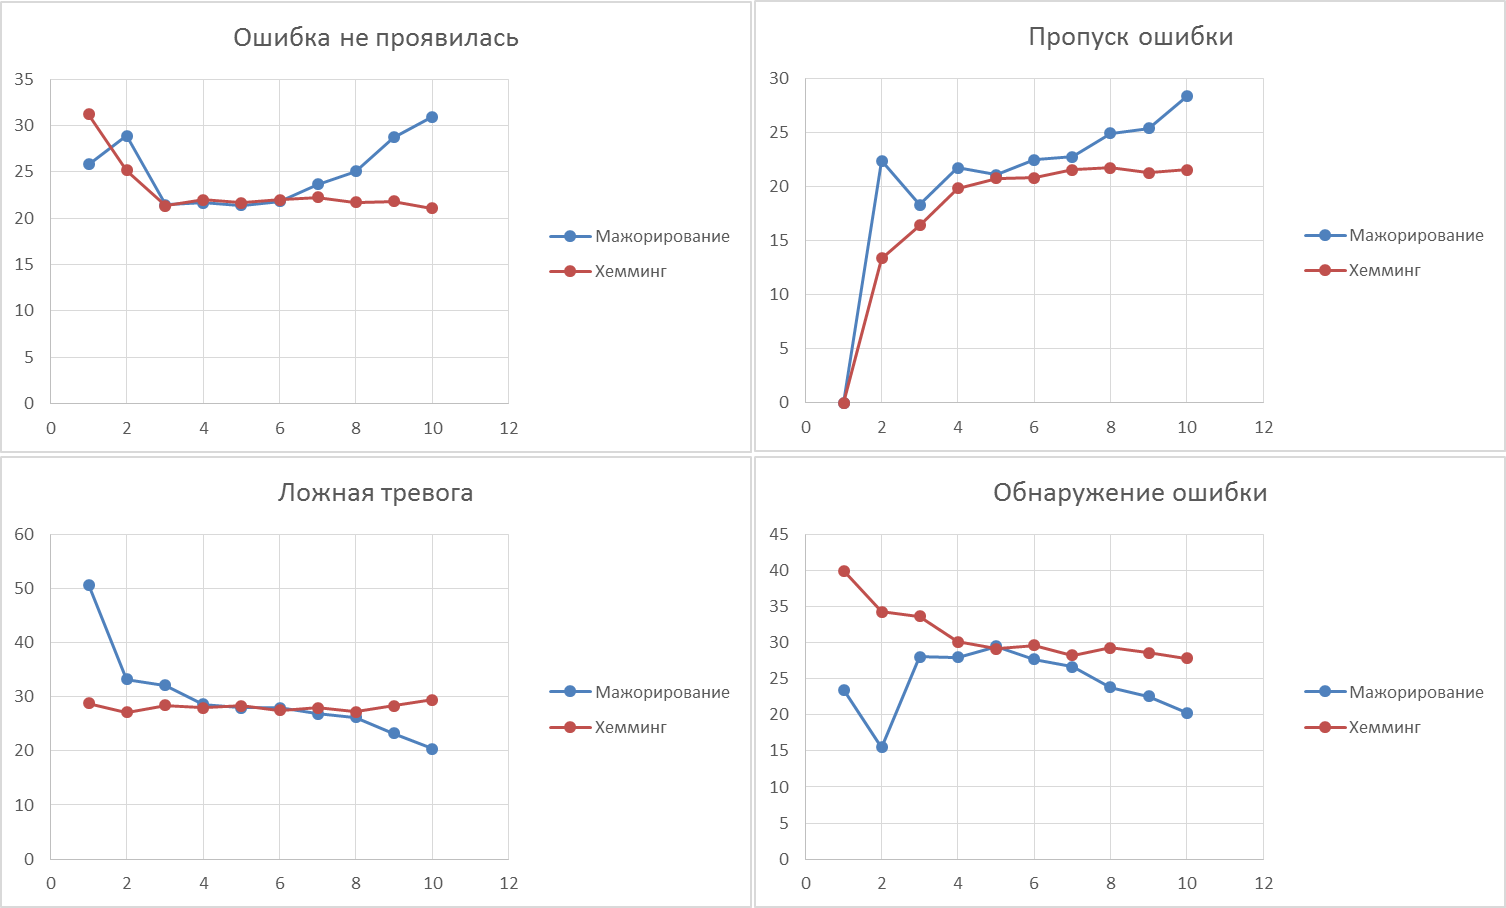 Ошибка не проявилась
35
30
25
20
15
10
5
0
0 2 4 6 8 10 12
Мажорирование
Хемминг
Пропуск ошибки
30
25
20
15
10
5
0
0 2 4 6 8 10 12
Мажорирование
Хемминг
Ложная тревога
60
50
40
30
20
10
0
0 2 4 6 8 10 12
Мажорирование
Хемминг
Обнаружение ошибки
45
40
35
30
25
20
15
10
5
0
0 2 4 6 8 10 12
Мажорирование
Хемминг